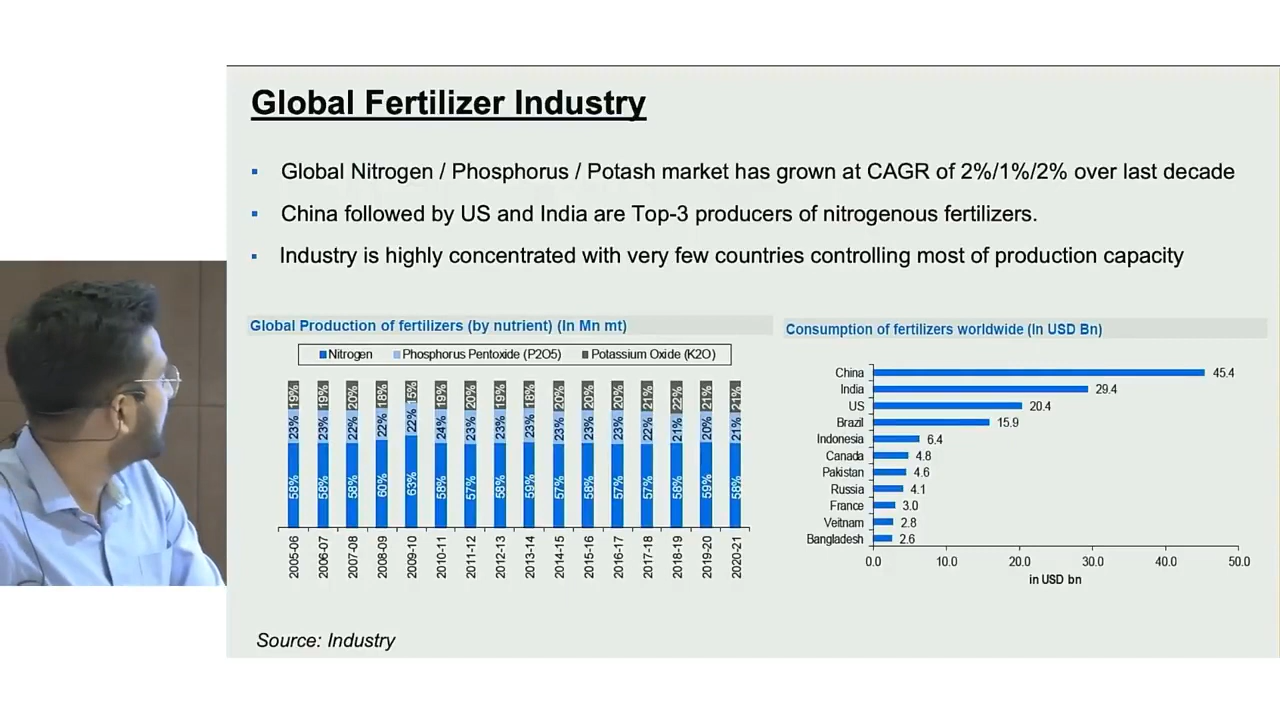 Global Fertilizer Industry
▪ Global Nitrogen / Phosphorus / Potash market has grown at CAGR of 2%/1%/2% over last decade
▪ China followed by US and India are Top-3 producers of nitrogenous fertilizers.
▪ Industry is highly concentrated with very few countries controlling most of production capacity
Global Production of fertilizers (by nutrient) (In Mn mt)
Nitrogen Phosphorus Pentoxide (P2O5) Potassium Oxide (K2O)
19% 19% 20% 18% 15% 19% 20% 19% 18% 20% 20% 20% 21% 22% 21% 21%
23% 23% 22% 22% 22% 24% 23% 23% 23% 23% 23% 23% 22% 21% 20% 21%
58% 58% 58% 60% 63% 58% 57% 58% 59% 57% 58% 57% 57% 58% 59% 58%
2005-06 2006-07 2007-08 2008-09 2009-10 2010-11 2011-12 2012-13 2013-14 2014-15 2015-16 2016-17 2017-18 2018-19 2019-20 2020-21
Consumption of fertilizers worldwide (In USD Bn)
China 45.4
India 29.4
US 20.4
Brazil 15.9
Indonesia 6.4
Canada 4.8
Pakistan 4.6
Russia 4.1
France 3.0
Veitnam 2.8
Bangladesh 2.6
0.0 10.0 20.0 30.0 40.0 50.0
in USD bn
Source: Industry